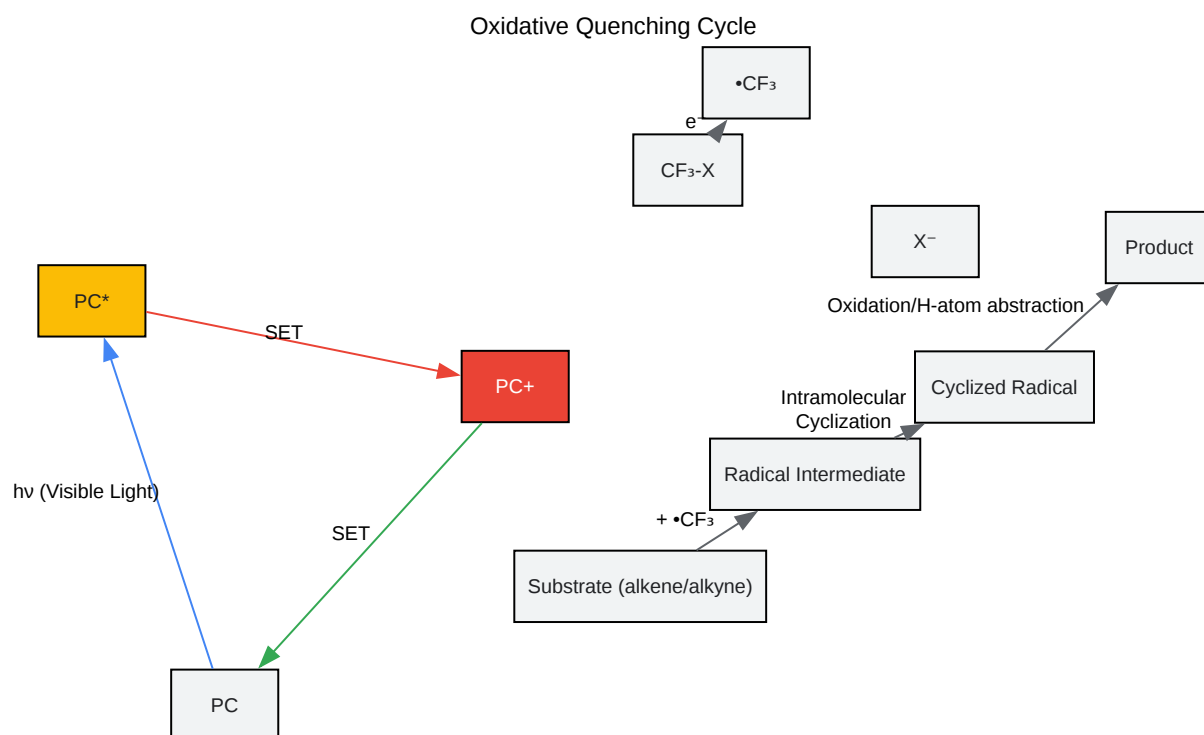 Oxidative Quenching Cycle
•CF₃
e⁻
CF₃-X
X⁻
Product
PC*
Oxidation/H-atom abstraction
SET
PC+
Cyclized Radical
Intramolecular
Cyclization
Radical Intermediate
hν (Visible Light)
+ •CF₃
SET
Substrate (alkene/alkyne)
PC